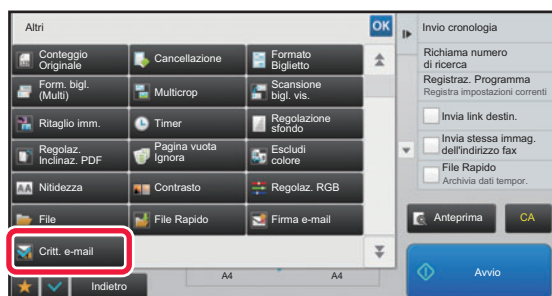 Altri
OK
Conteggio
Originale
Cancellazione
Formato
Biglietto
Form. bigl.
(Multi)
Multicrop
Scansione
bigl. vis.
Ritaglio imm.
Timer
Regolazione
sfondo
Regolaz.
Inclinaz. PDF
Pagina vuota
Ignora
Escludi
colore
Nitidezza
Contrasto
Regolaz. RGB
File
File Rapido
Firma e-mail
Critt. e-mail
Indietro
A4
A4
Invio cronologia
Richiama numero
di ricerca
Registraz. Programma
Registra impostazioni correnti
Invia link destin.
Invia stessa immag.
dell'indirizzo fax
File Rapido
Archivia dati tempor.
Anteprima
CA
Avvio